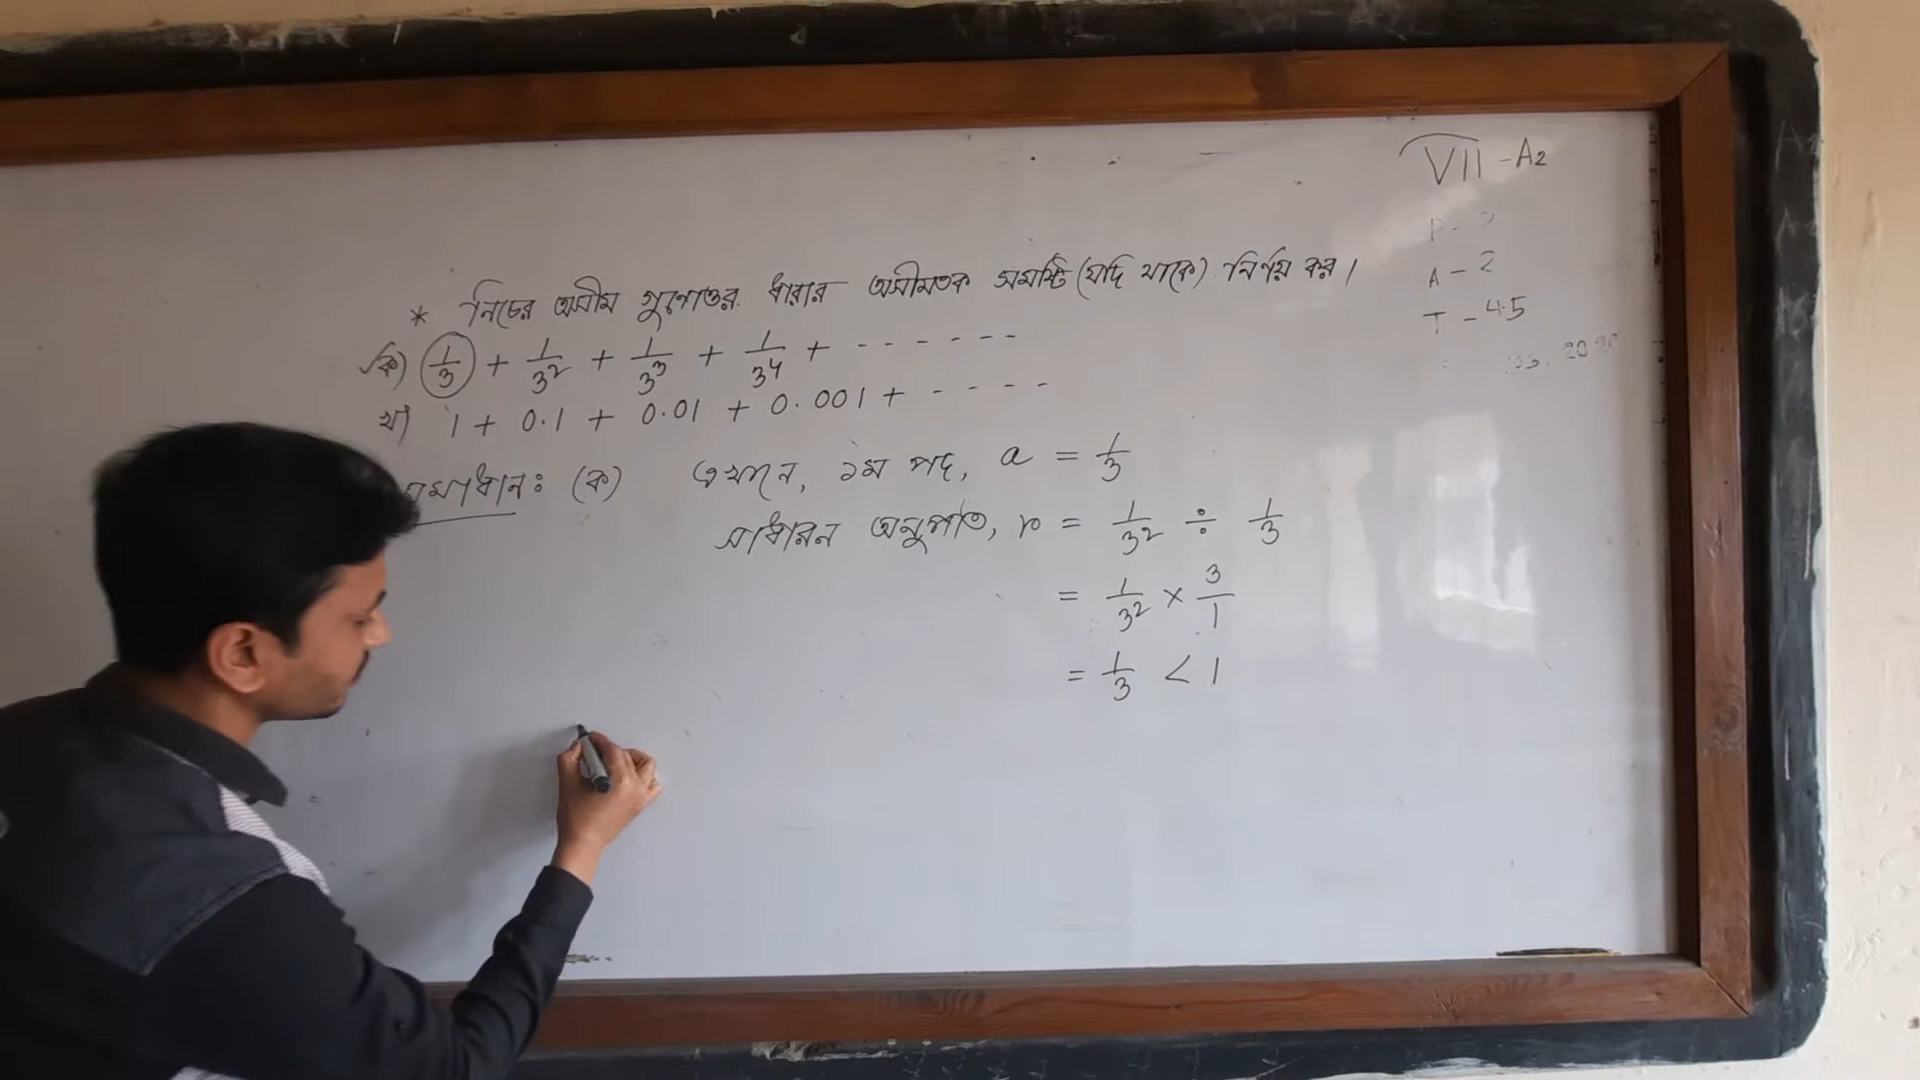 * নিচের অসীম গুণোত্তর ধারার অসীমতক সমষ্টি (যদি থাকে) নির্ণয় কর।
ক) 1/3 + 1/3² + 1/3³ + 1/3⁴ + - - - - - -
খ) 1 + 0.1 + 0.01 + 0.001 + - - - -
সমাধানঃ (ক) এখানে, ১ম পদ, a = 1/3
সাধারন অনুপাত, r = 1/3² ÷ 1/3
= 1/3² × 3/1
= 1/3 < 1
VII - A2
P -
A - 2
T - 45